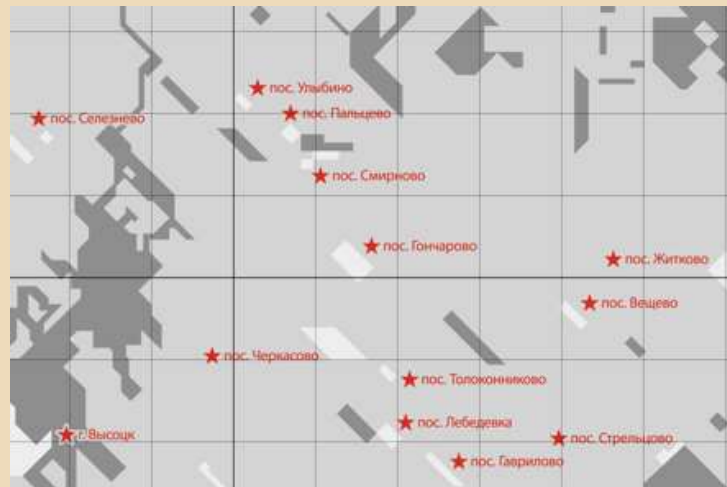 пос. Улыбино
пос. Пальцево
пос. Селезнево
пос. Смирново
пос. Гончарово
пос. Житково
пос. Вещево
пос. Черкасово
пос. Толоконниково
пос. Лебедевка
г. Высоцк
пос. Стрельцово
пос. Гаврилово